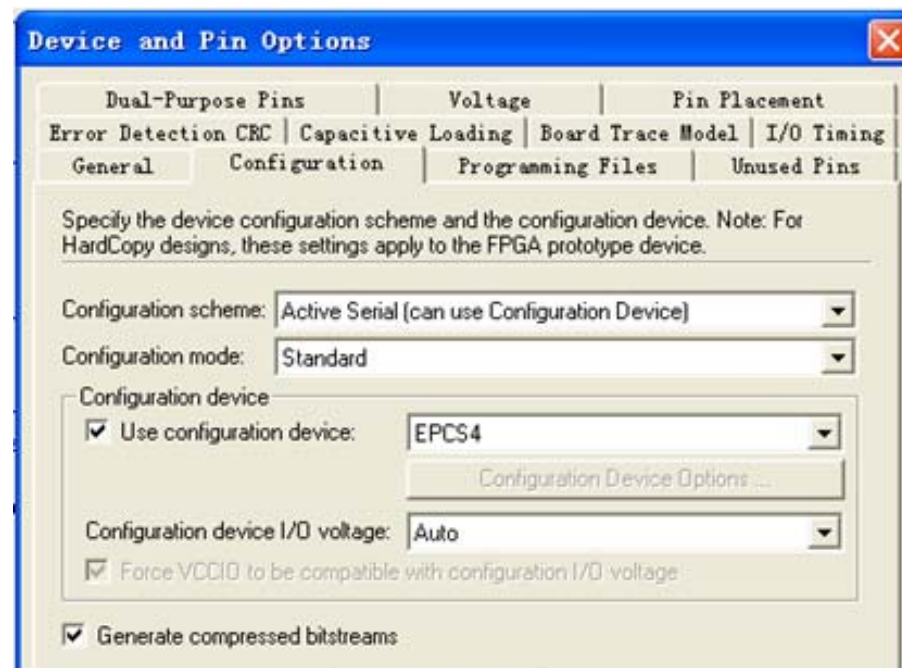 Device and Pin Options
Dual-Purpose Pins Voltage Pin Placement
Error Detection CRC Capacitive Loading Board Trace Model I/O Timing
General Configuration Programming Files Unused Pins
Specify the device configuration scheme and the configuration device. Note: For
HardCopy designs, these settings apply to the FPGA prototype device.
Configuration scheme: Active Serial (can use Configuration Device)
Configuration mode: Standard
Configuration device
Use configuration device: EPCS4
Configuration Device Options ...
Configuration device I/O voltage: Auto
Force VCCIO to be compatible with configuration I/O voltage
Generate compressed bitstreams